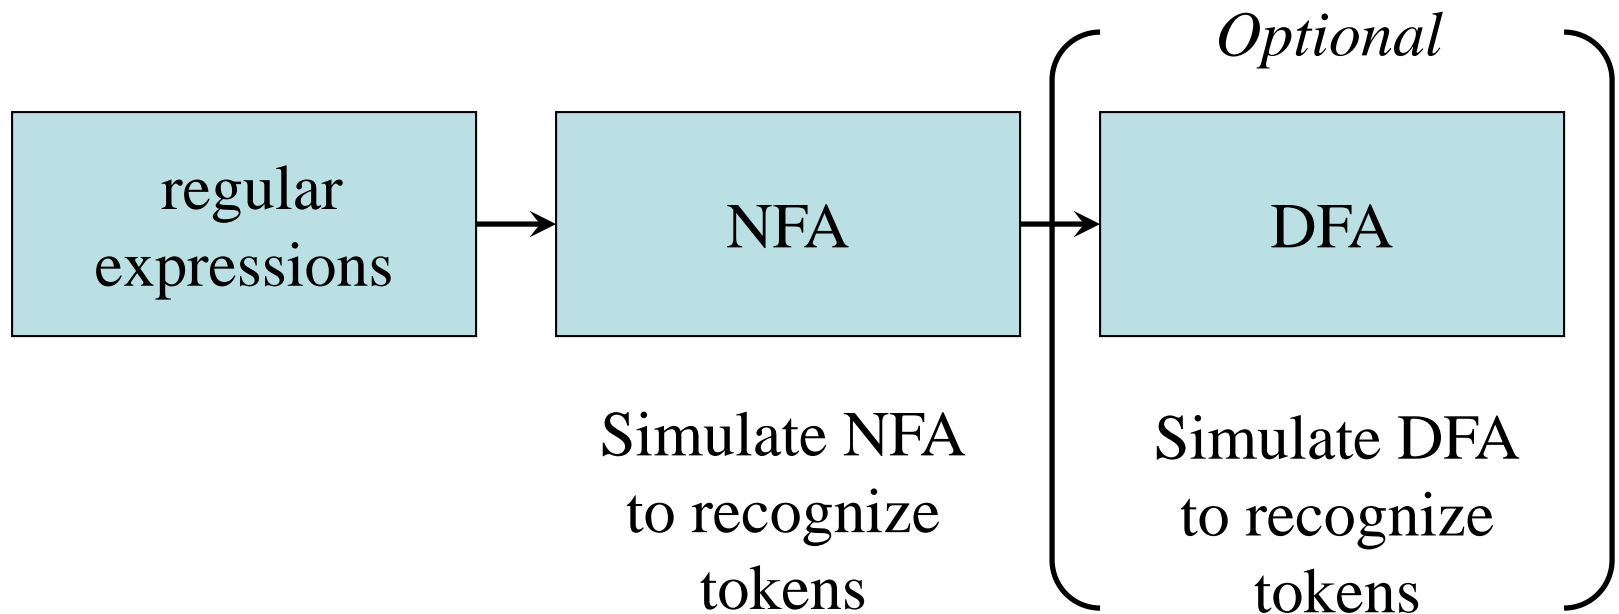 Optional
regular
expressions
NFA
DFA
Simulate NFA
to recognize
tokens
Simulate DFA
to recognize
tokens